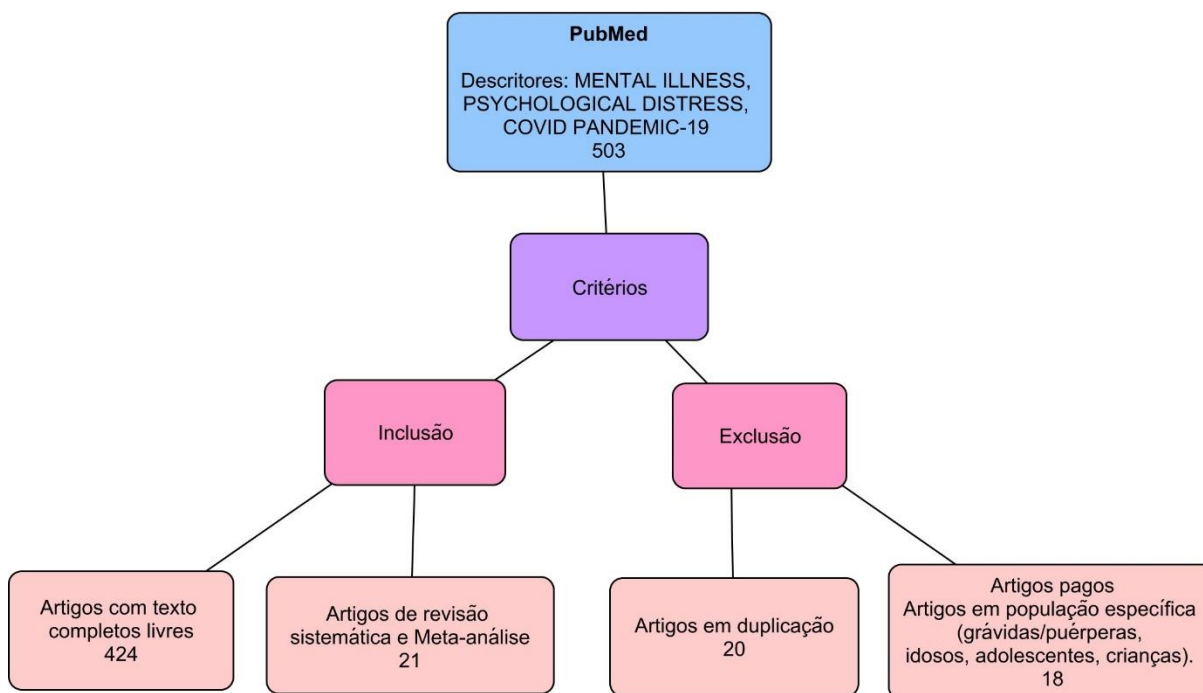 PubMed
Descritores: MENTAL ILLNESS,
PSYCHOLOGICAL DISTRESS,
COVID PANDEMIC-19
503
Critérios
Inclusão
Exclusão
Artigos com texto
completos livres
424
Artigos de revisão
sistemática e Meta-análise
21
Artigos em duplicação
20
Artigos pagos
Artigos em população específica
(grávidas/puérperas,
idosos, adolescentes, crianças).
18